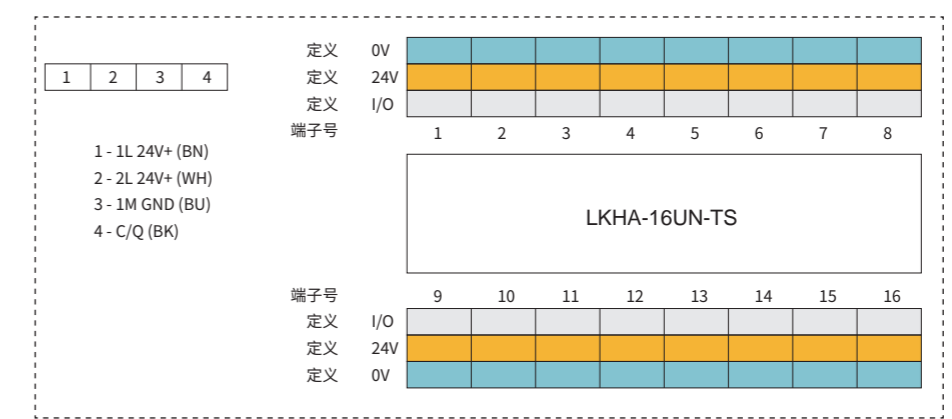 定义 0V
1 2 3 4
定义 24V
定义 I/O
端子号 1 2 3 4 5 6 7 8
1 - 1L 24V+ (BN)
2 - 2L 24V+ (WH)
3 - 1M GND (BU)
4 - C/Q (BK)
LKHA-16UN-TS
端子号 9 10 11 12 13 14 15 16
定义 I/O
定义 24V
定义 0V